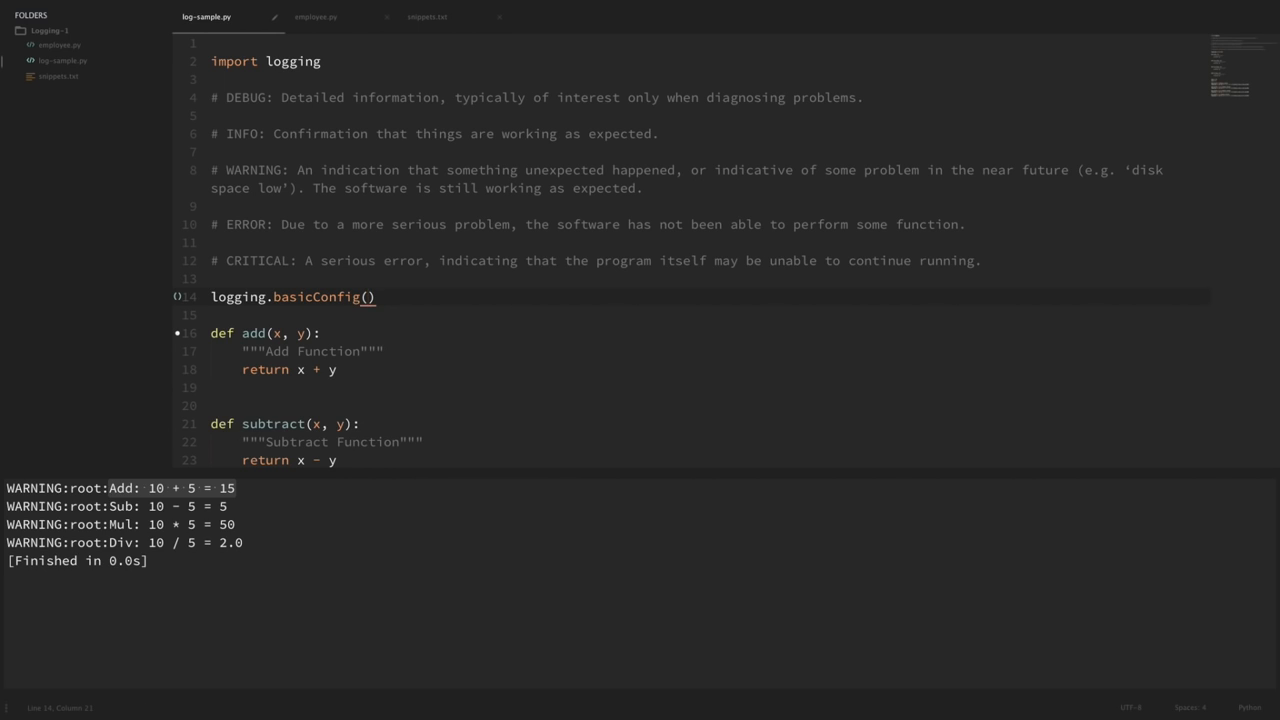 FOLDERS
Logging-1
employee.py
log-sample.py
snippets.txt
log-sample.py employee.py snippets.txt
1
2 import logging
3
4 # DEBUG: Detailed information, typically of interest only when diagnosing problems.
5
6 # INFO: Confirmation that things are working as expected.
7
8 # WARNING: An indication that something unexpected happened, or indicative of some problem in the near future (e.g. ‘disk
space low’). The software is still working as expected.
9
10 # ERROR: Due to a more serious problem, the software has not been able to perform some function.
11
12 # CRITICAL: A serious error, indicating that the program itself may be unable to continue running.
13
14 logging.basicConfig()
15
16 def add(x, y):
17 """Add Function"""
18 return x + y
19
20
21 def subtract(x, y):
22 """Subtract Function"""
23 return x - y
WARNING:root:Add: 10 + 5 = 15
WARNING:root:Sub: 10 - 5 = 5
WARNING:root:Mul: 10 * 5 = 50
WARNING:root:Div: 10 / 5 = 2.0
[Finished in 0.0s]
Line 14, Column 21 UTF-8 Spaces: 4 Python